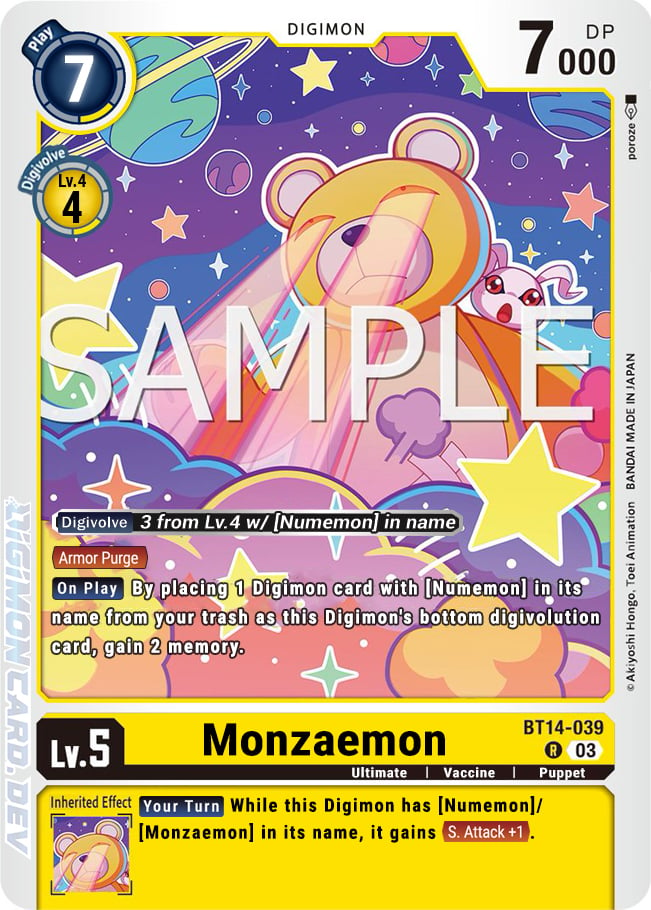 DIGIMON
Play
7
7000
DP
Digivolve
Lv.4
4
poroze
SAMPLE
BANDAI MADE IN JAPAN
© Akiyoshi Hongo, Toei Animation
DIGIMONCARD.DEV
Digivolve 3 from Lv.4 w/ [Numemon] in name
Armor Purge
On Play By placing 1 Digimon card with [Numemon] in its
name from your trash as this Digimon's bottom digivolution
card, gain 2 memory.
BT14-039
Lv.5
Monzaemon
R 03
Ultimate | Vaccine | Puppet
Inherited Effect
Your Turn While this Digimon has [Numemon]/
[Monzaemon] in its name, it gains S. Attack +1.